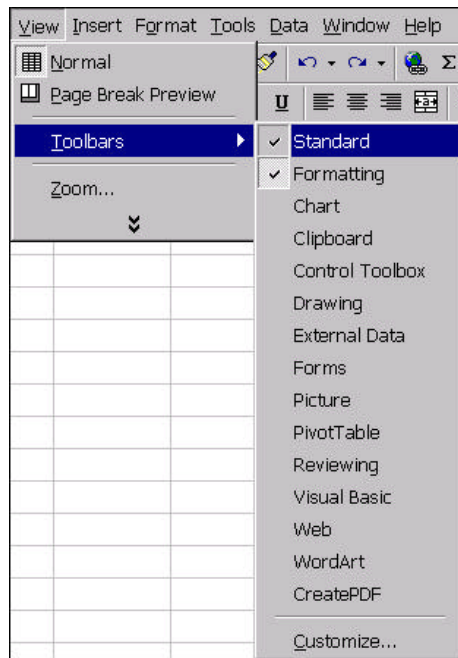 View Insert Format Tools Data Window Help
Normal
Page Break Preview
Toolbars
Zoom...
Σ
U
a
Standard
Formatting
Chart
Clipboard
Control Toolbox
Drawing
External Data
Forms
Picture
PivotTable
Reviewing
Visual Basic
Web
WordArt
CreatePDF
Customize...